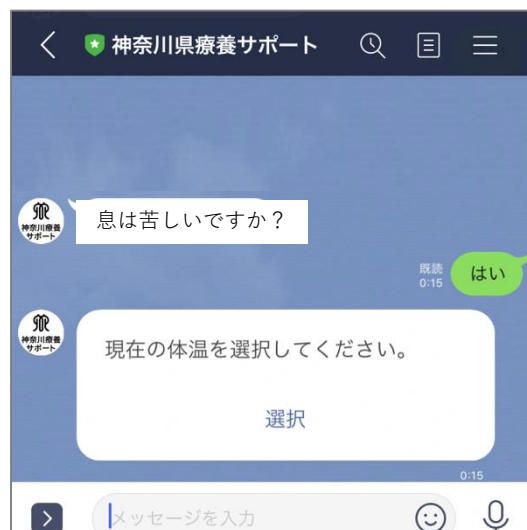 神奈川県療養サポート
息は苦しいですか？
神奈川療養
サポート
既読
0:15
はい
神奈川療養
サポート
現在の体温を選択してください。
選択
0:15
メッセージを入力